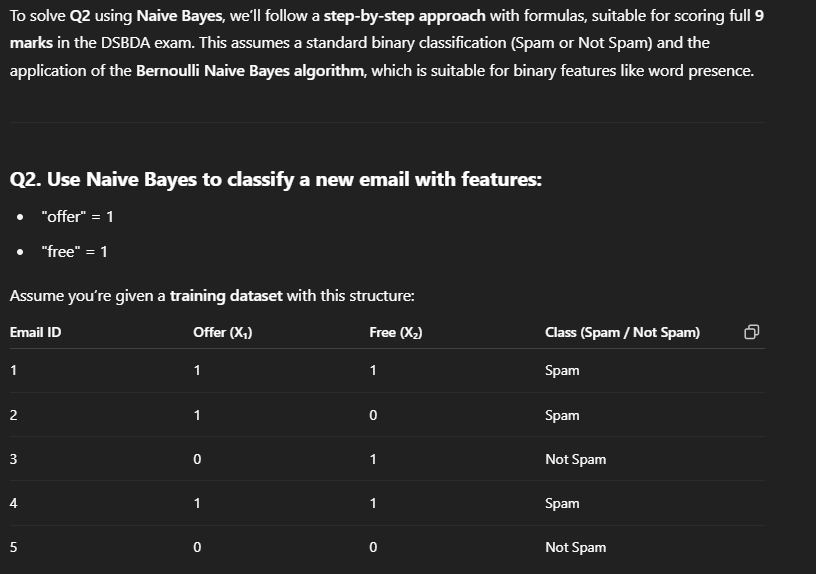 To solve Q2 using Naive Bayes, we'll follow a step-by-step approach with formulas, suitable for scoring full 9
marks in the DSBDA exam. This assumes a standard binary classification (Spam or Not Spam) and the
application of the Bernoulli Naive Bayes algorithm, which is suitable for binary features like word presence.
Q2. Use Naive Bayes to classify a new email with features:
• "offer" = 1
• "free" = 1
Assume you're given a training dataset with this structure:
Email ID Offer (X₁) Free (X₂) Class (Spam / Not Spam)
1 1 1 Spam
2 1 0 Spam
3 0 1 Not Spam
4 1 1 Spam
5 0 0 Not Spam